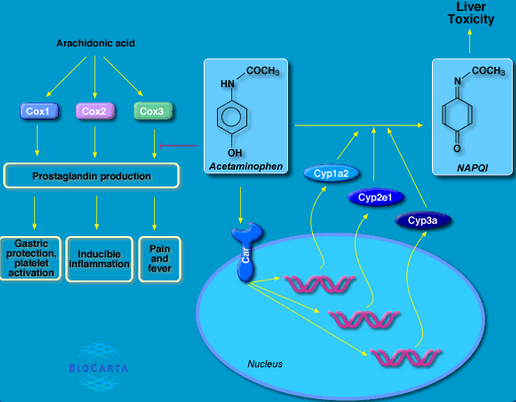 Liver
Toxicity
Arachidonic acid
COCH3
HN
OH
Acetaminophen
COCH3
N
O
NAPQI
Cox1
Cox2
Cox3
Prostaglandin production
Cyp1a2
Cyp2e1
Cyp3a
Gastric
protection,
platelet
activation
Inducible
inflammation
Pain
and
fever
Car
Nucleus
BIOCARTA